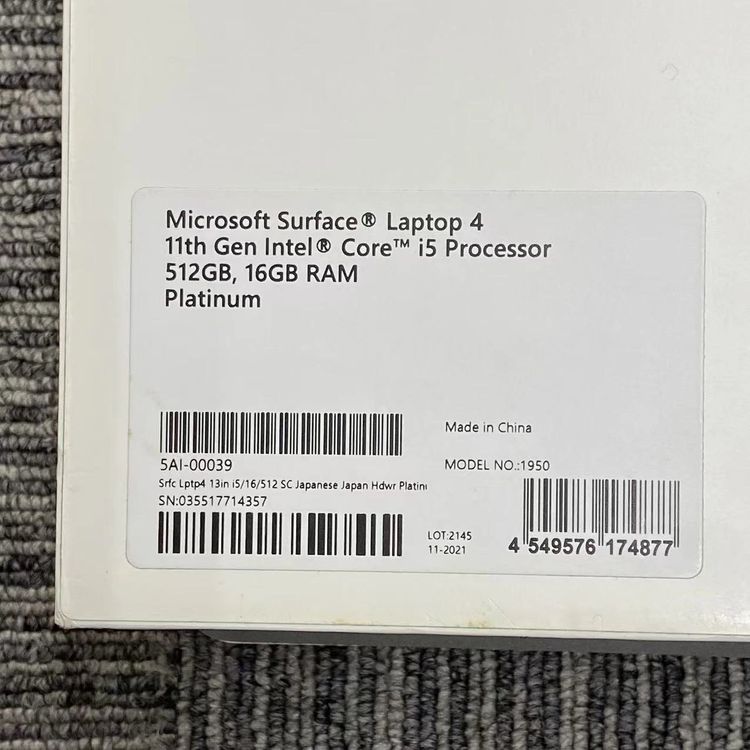 Microsoft Surface® Laptop 4
11th Gen Intel® Core™ i5 Processor
512GB, 16GB RAM
Platinum
5AI-00039
Srfc Lptp4 13in i5/16/512 SC Japanese Japan Hdwr Platinu
SN:035517714357
Made in China
MODEL NO.:1950
LOT:2145
11-2021
4 549576 174877